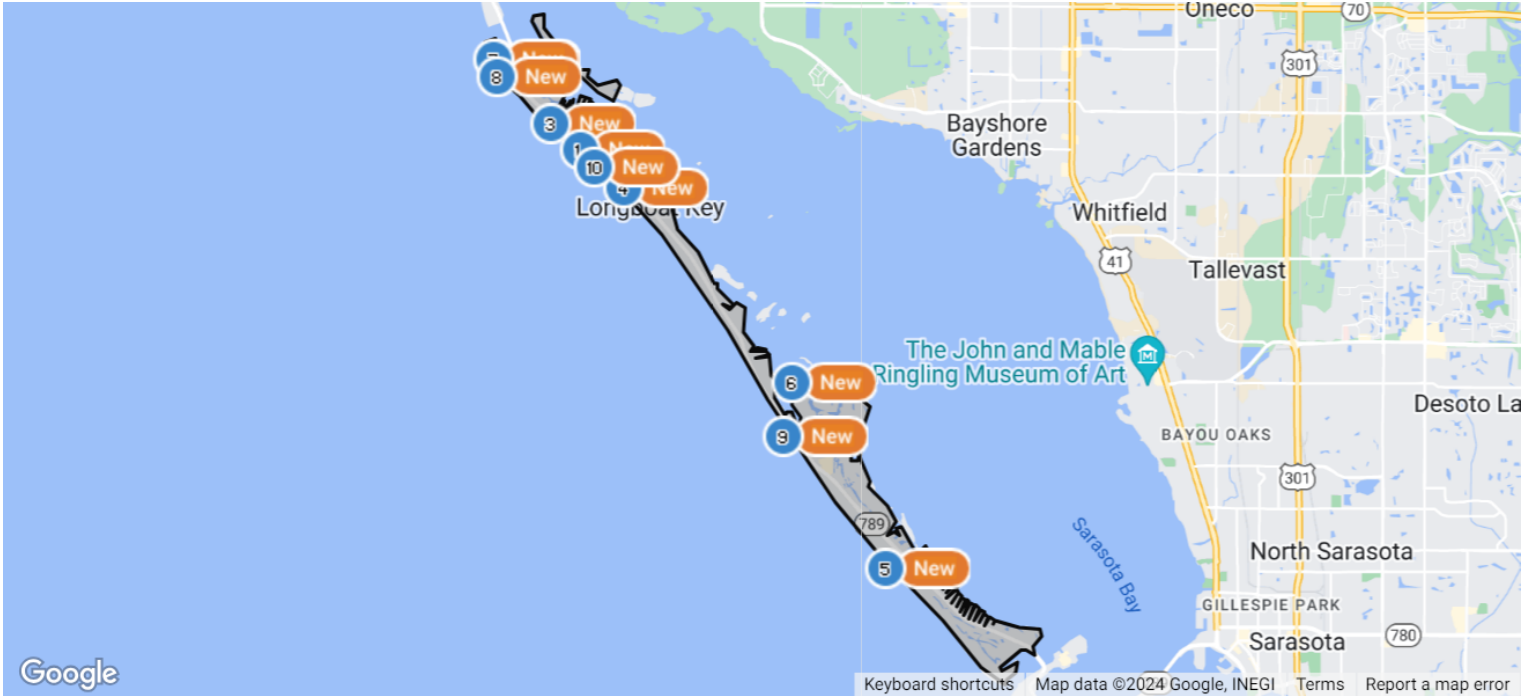 Oneco
70
301
7 New
8 New
3 New
Bayshore
Gardens
1 New
10 New
4 New
Longboat Key
Whitfield
41
Tallevast
The John and Mable
Ringling Museum of Art
6 New
Desoto La
9 New
BAYOU OAKS
301
789
Sarasota Bay
North Sarasota
5 New
GILLESPIE PARK
Sarasota
780
Google
Keyboard shortcuts
Map data ©2024 Google, INEGI
Terms
Report a map error